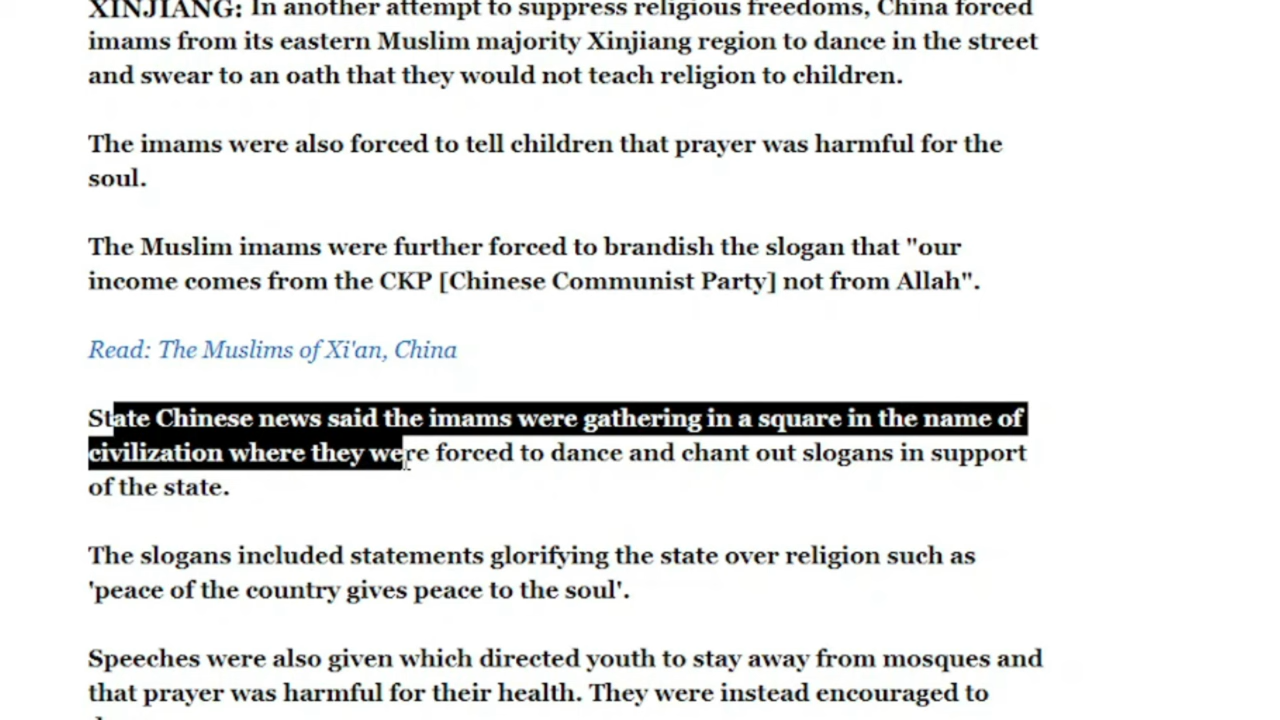 XINJIANG: In another attempt to suppress religious freedoms, China forced
imams from its eastern Muslim majority Xinjiang region to dance in the street
and swear to an oath that they would not teach religion to children.
The imams were also forced to tell children that prayer was harmful for the
soul.
The Muslim imams were further forced to brandish the slogan that "our
income comes from the CKP [Chinese Communist Party] not from Allah".
Read: The Muslims of Xi'an, China
State Chinese news said the imams were gathering in a square in the name of
civilization where they were forced to dance and chant out slogans in support
of the state.
The slogans included statements glorifying the state over religion such as
'peace of the country gives peace to the soul'.
Speeches were also given which directed youth to stay away from mosques and
that prayer was harmful for their health. They were instead encouraged to